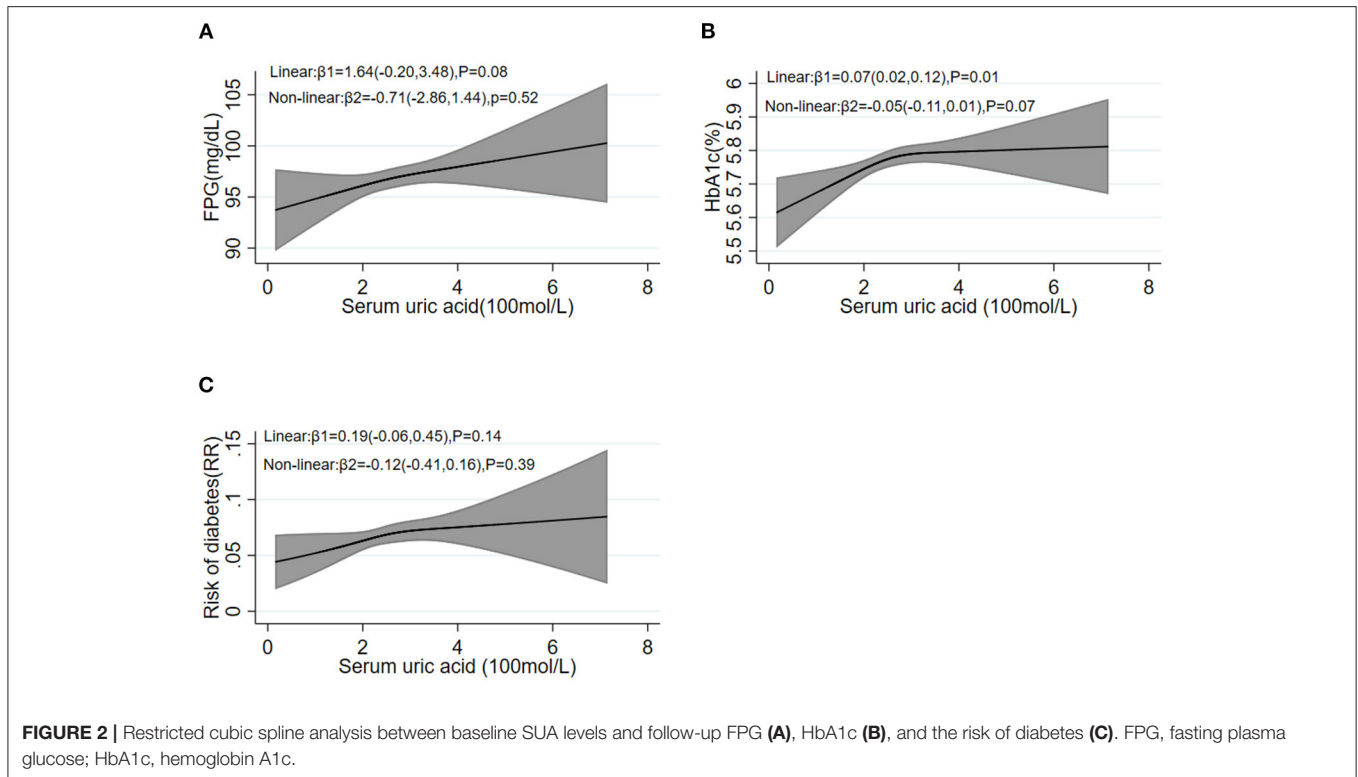 A
Linear:β1=1.64(-0.20,3.48),P=0.08
Non-linear:β2=-0.71(-2.86,1.44),p=0.52
FPG(mg/dL)
105
100
95
90
0 2 4 6 8
Serum uric acid(100mol/L)
B
Linear:β1=0.07(0.02,0.12),P=0.01
Non-linear:β2=-0.05(-0.11,0.01),P=0.07
HbA1c(%)
6
5.9
5.8
5.7
5.6
5.5
0 2 4 6 8
Serum uric acid (100mol/L)
C
Linear:β1=0.19(-0.06,0.45),P=0.14
Non-linear:β2=-0.12(-0.41,0.16),P=0.39
Risk of diabetes(RR)
.15
.1
.05
0
0 2 4 6 8
Serum uric acid (100mol/L)
FIGURE 2 | Restricted cubic spline analysis between baseline SUA levels and follow-up FPG (A), HbA1c (B), and the risk of diabetes (C). FPG, fasting plasma
glucose; HbA1c, hemoglobin A1c.